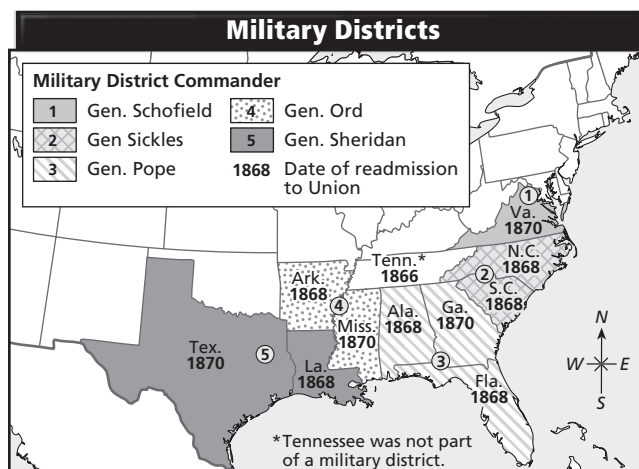 Military Districts
Military District Commander
1 Gen. Schofield
2 Gen Sickles
3 Gen. Pope
4 Gen. Ord
5 Gen. Sheridan
1868 Date of readmission
to Union
1
Va.
1870
Tenn.*
1866
N.C.
1868
2
S.C.
1868
Ark.
1868
4
Miss.
1870
Ala.
1868
Ga.
1870
3
Fla.
1868
Tex.
1870
5
La.
1868
N
W E
S
*Tennessee was not part
of a military district.